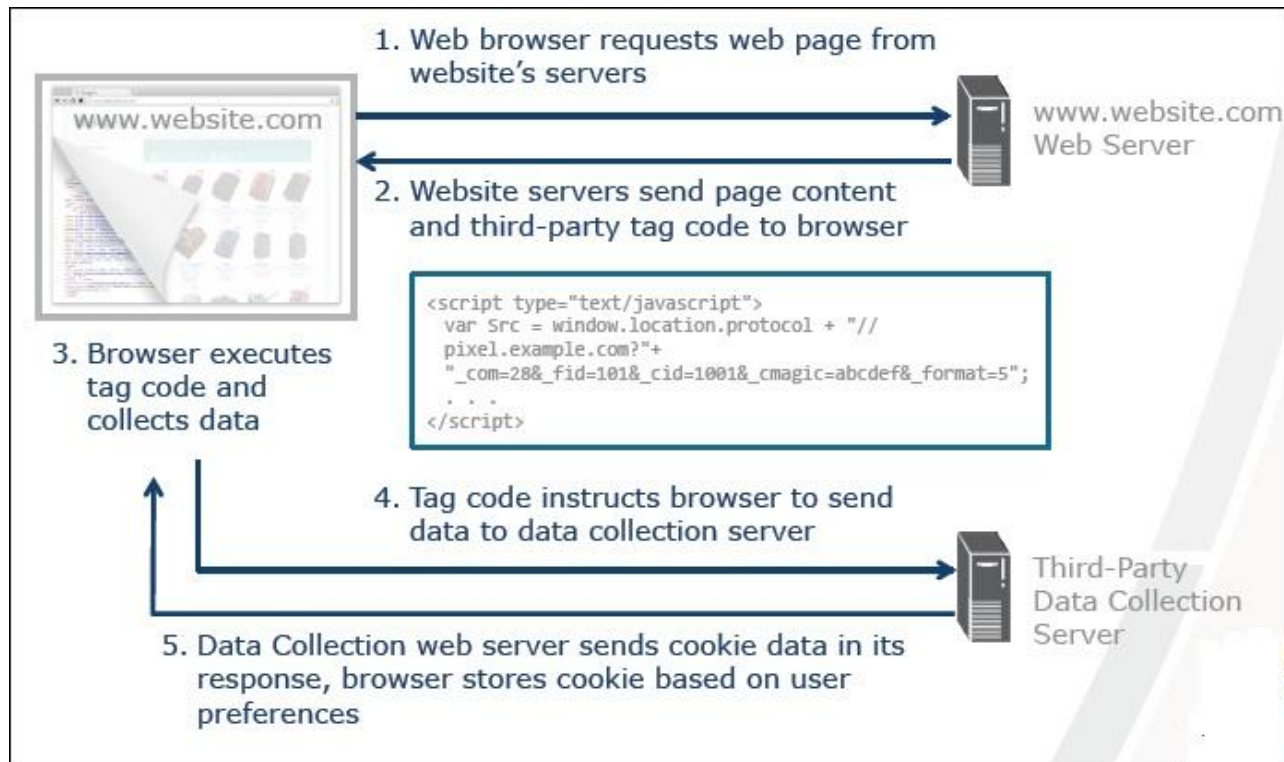 1. Web browser requests web page from
website's servers
www.website.com
www.website.com
Web Server
2. Website servers send page content
and third-party tag code to browser
<script type="text/javascript">
var Src = window.location.protocol + "//
pixel.example.com?"+
"_com=28&_fid=101&_cid=1001&_cmagic=abcdef&_format=5";
. . .
</script>
3. Browser executes
tag code and
collects data
4. Tag code instructs browser to send
data to data collection server
Third-Party
Data Collection
Server
5. Data Collection web server sends cookie data in its
response, browser stores cookie based on user
preferences